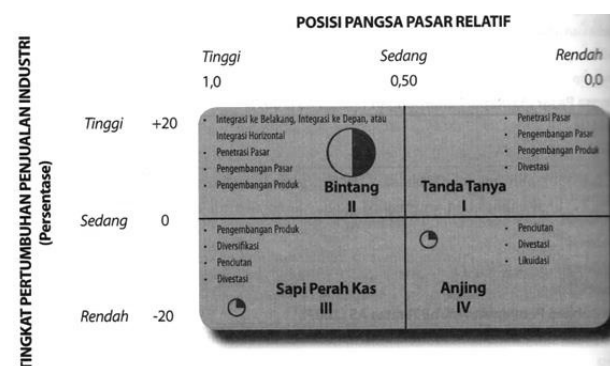 POSISI PANGSA PASAR RELATIF
Tinggi Sedang Rendah
1,0 0,50 0,0
TINGKAT PERTUMBUHAN PENJUALAN INDUSTRI
(Persentase)
Tinggi +20
• Integrasi ke Belakang, Integrasi ke Depan, atau
Integrasi Horizontal
• Penetrasi Pasar
• Pengembangan Pasar
• Pengembangan Produk
Bintang
II
• Penetrasi Pasar
• Pengembangan Pasar
• Pengembangan Produk
• Divestasi
Tanda Tanya
I
Sedang 0
• Pengembangan Produk
• Diversifikasi
• Penciutan
• Divestasi
Sapi Perah Kas
III
• Penciutan
• Divestasi
• Likuidasi
Anjing
IV
Rendah -20